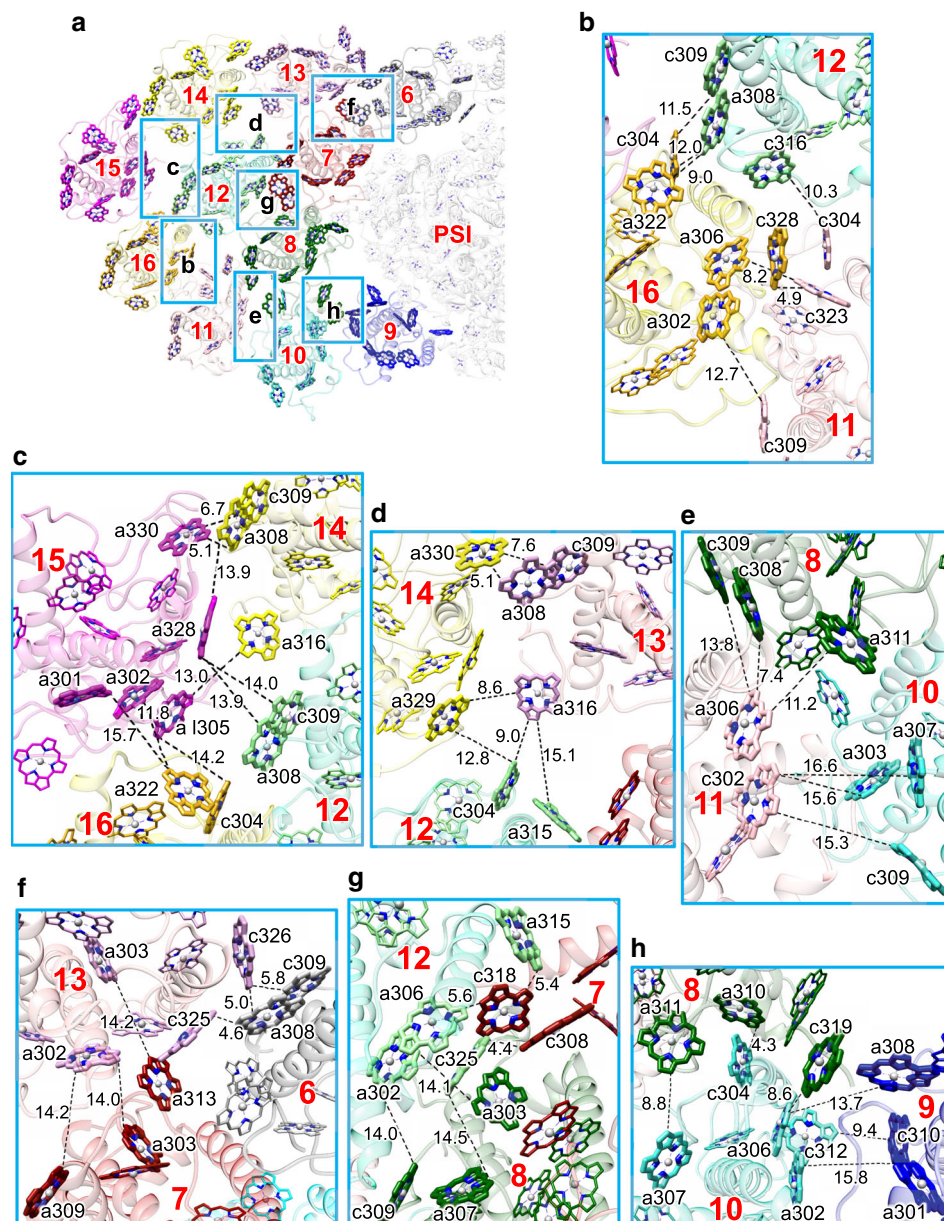 a
13
6
14
f
d
7
15
c
12
g
PSI
8
16
b
e
h
9
11
10
b
c309
12
a308
11.5
c304
c316
12.0
9.0
10.3
a322
c328
c304
a306
8.2
16
4.9
c323
a302
12.7
11
c309
c
c309
6.7
a330
14
5.1
a308
15
13.9
a328
a316
a301
a302
13.0
14.0
13.9
c309
11.8
a l305
15.7
14.2
a322
a308
16
c304
12
d
7.6
c309
a330
14
5.1
a308
13
8.6
a329
a316
9.0
12.8
15.1
c304
12
a315
e
c309
8
c308
a311
13.8
7.4
10
a306
11.2
a307
a303
c302
16.6
11
15.6
15.3
c309
f
a303
c326
13
c309
5.8
5.0
14.2
c325
4.6
a302
a308
a313
6
14.2
14.0
a303
7
a309
g
a315
12
c318
a306
5.4
7
5.6
c325
4.4
c308
a302
14.1
a303
14.0
14.5
8
c309
a307
h
8
a310
a311
c319
4.3
a308
c304
8.6
9
8.8
13.7
c310
a306
9.4
c312
15.8
a307
10
a302
a301